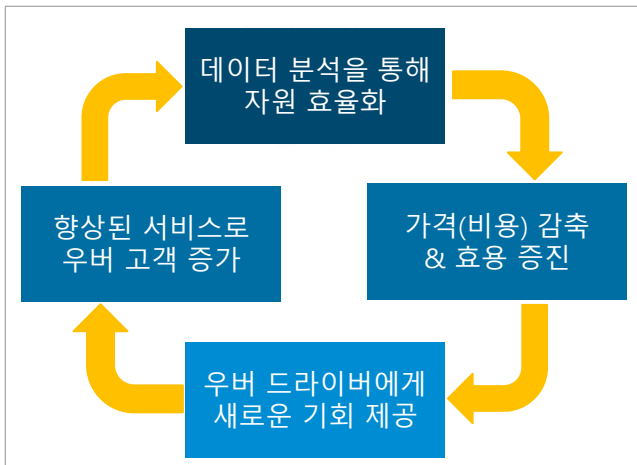 데이터 분석을 통해
자원 효율화
가격(비용) 감축
& 효용 증진
우버 드라이버에게
새로운 기회 제공
향상된 서비스로
우버 고객 증가